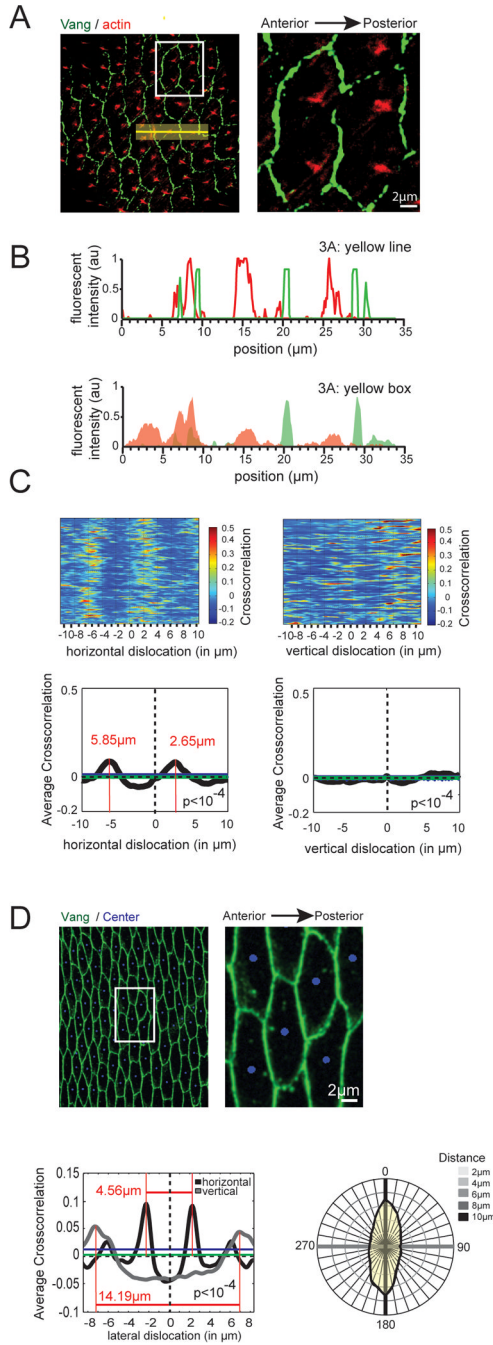 A
Vang / actin
Anterior Posterior
2μm
B
3A: yellow line
fluorescent
intensity (au)
1
0.5
0
0 5 10 15 20 25 30 35
position (μm)
3A: yellow box
fluorescent
intensity (au)
1
0.5
0
0 5 10 15 20 25 30 35
position (μm)
C
0.5
0.4
0.3
0.2
0.1
0
-0.1
-0.2
Crosscorrelation
-10 -8 -6 -4 -2 0 2 4 6 8 10
horizontal dislocation (in μm)
0.5
0.4
0.3
0.2
0.1
0
-0.1
-0.2
Crosscorrelation
-10 -8 -6 -4 -2 0 2 4 6 8 10
vertical dislocation (in μm)
Average Crosscorrelation
0.5
0
-0.2
5.85μm 2.65μm
p<10-4
-10 -5 0 5 10
horizontal dislocation (in μm)
Average Crosscorrelation
0.5
0
-0.2
p<10-4
-10 -5 0 5 10
vertical dislocation (in μm)
D
Vang / Center
Anterior Posterior
2μm
Average Crosscorrelation
0.15
0.10
0.05
0
-0.05
-0.1
4.56μm
horizontal
vertical
14.19μm
p<10-4
-8 -6 -4 -2 0 2 4 6 8
lateral dislocation (in μm)
Distance
2μm
4μm
6μm
8μm
10μm
0
270 90
180